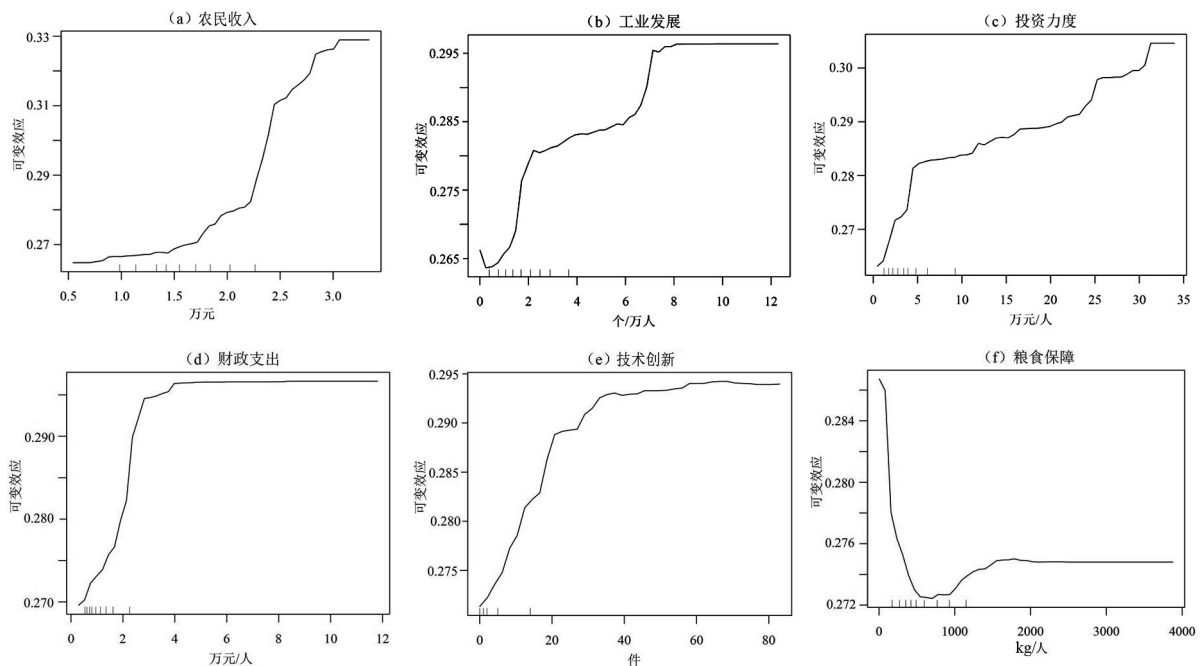 (a) 农民收入
0.33
0.31
0.29
0.27
可变效应
0.5 1.0 1.5 2.0 2.5 3.0
万元
(b) 工业发展
0.295
0.285
0.275
0.265
可变效应
0 2 4 6 8 10 12
个/万人
(c) 投资力度
0.30
0.29
0.28
0.27
可变效应
0 5 10 15 20 25 30 35
万元/人
(d) 财政支出
0.290
0.280
0.270
可变效应
0 2 4 6 8 10 12
万元/人
(e) 技术创新
0.295
0.290
0.285
0.280
0.275
可变效应
0 20 40 60 80
件
(f) 粮食保障
0.284
0.280
0.276
0.272
可变效应
0 1000 2000 3000 4000
kg/人